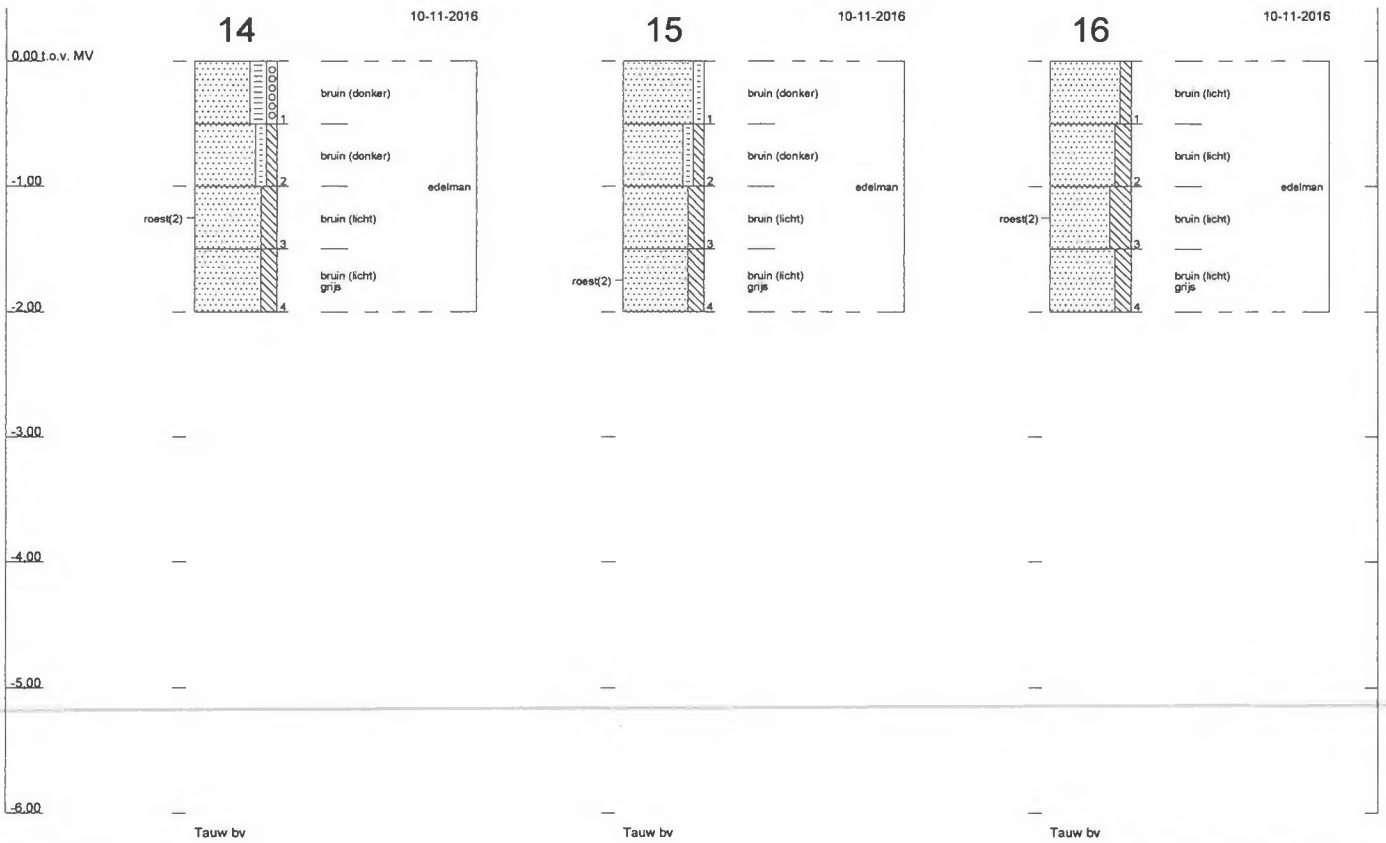 14
10-11-2016
15
10-11-2016
16
10-11-2016
0,00 t.o.v. MV
-1,00
-2,00
-3,00
-4,00
-5,00
-6,00
bruin (donker)
1
bruin (donker)
2
edelman
roest(2)
bruin (licht)
3
bruin (licht)
grijs
4
Tauw bv
bruin (donker)
1
bruin (donker)
2
edelman
bruin (licht)
3
roest(2)
bruin (licht)
grijs
4
Tauw bv
bruin (licht)
1
bruin (licht)
2
edelman
roest(2)
bruin (licht)
3
bruin (licht)
grijs
4
Tauw bv